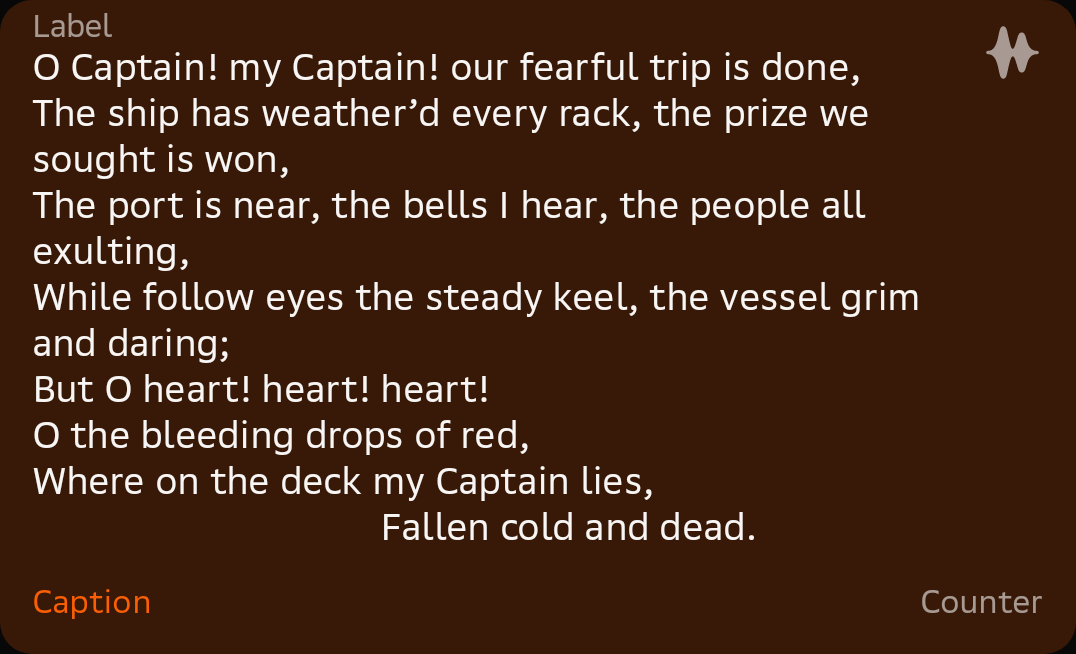 Label
O Captain! my Captain! our fearful trip is done,
The ship has weather’d every rack, the prize we
sought is won,
The port is near, the bells I hear, the people all
exulting,
While follow eyes the steady keel, the vessel grim
and daring;
But O heart! heart! heart!
O the bleeding drops of red,
Where on the deck my Captain lies,
Fallen cold and dead.
Caption
Counter